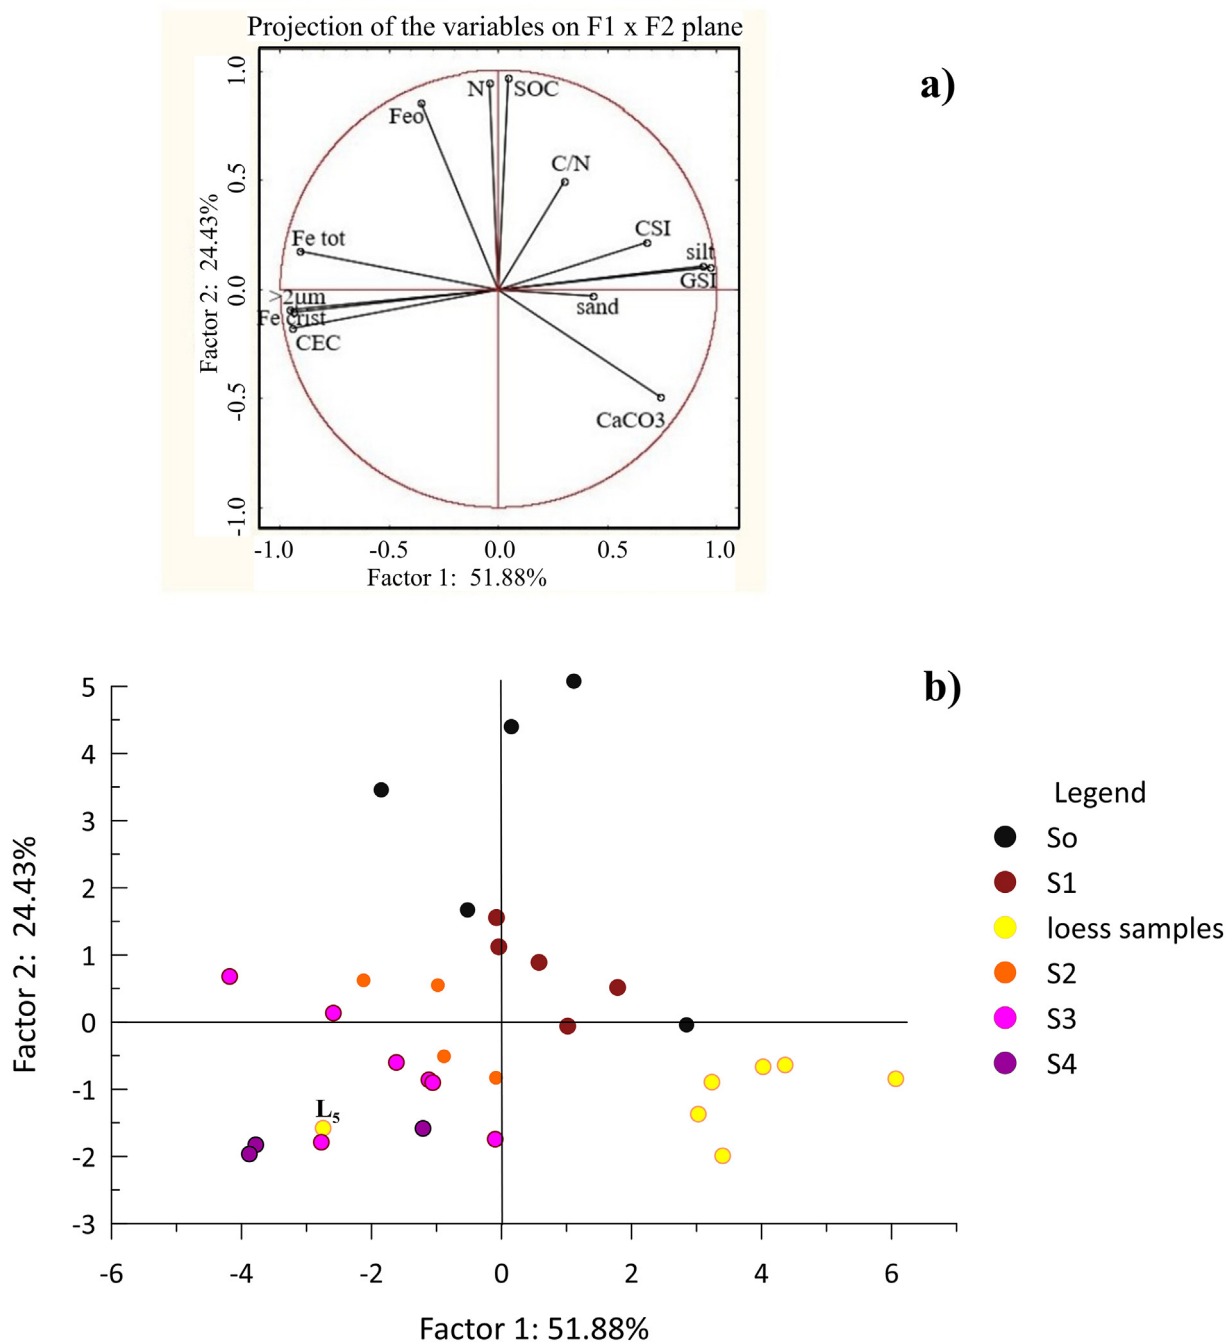 Projection of the variables on F1 x F2 plane
a)
1.0
0.5
0.0
-0.5
-1.0
Factor 2: 24.43%
N
SOC
Feo
C/N
CSI
Fe tot
silt
GSI
>2µm
sand
Fe crist
CEC
CaCO3
-1.0
-0.5
0.0
0.5
1.0
Factor 1: 51.88%
b)
5
4
3
2
1
0
-1
-2
-3
Factor 2: 24.43%
L5
-6
-4
-2
0
2
4
6
Factor 1: 51.88%
Legend
So
S1
loess samples
S2
S3
S4